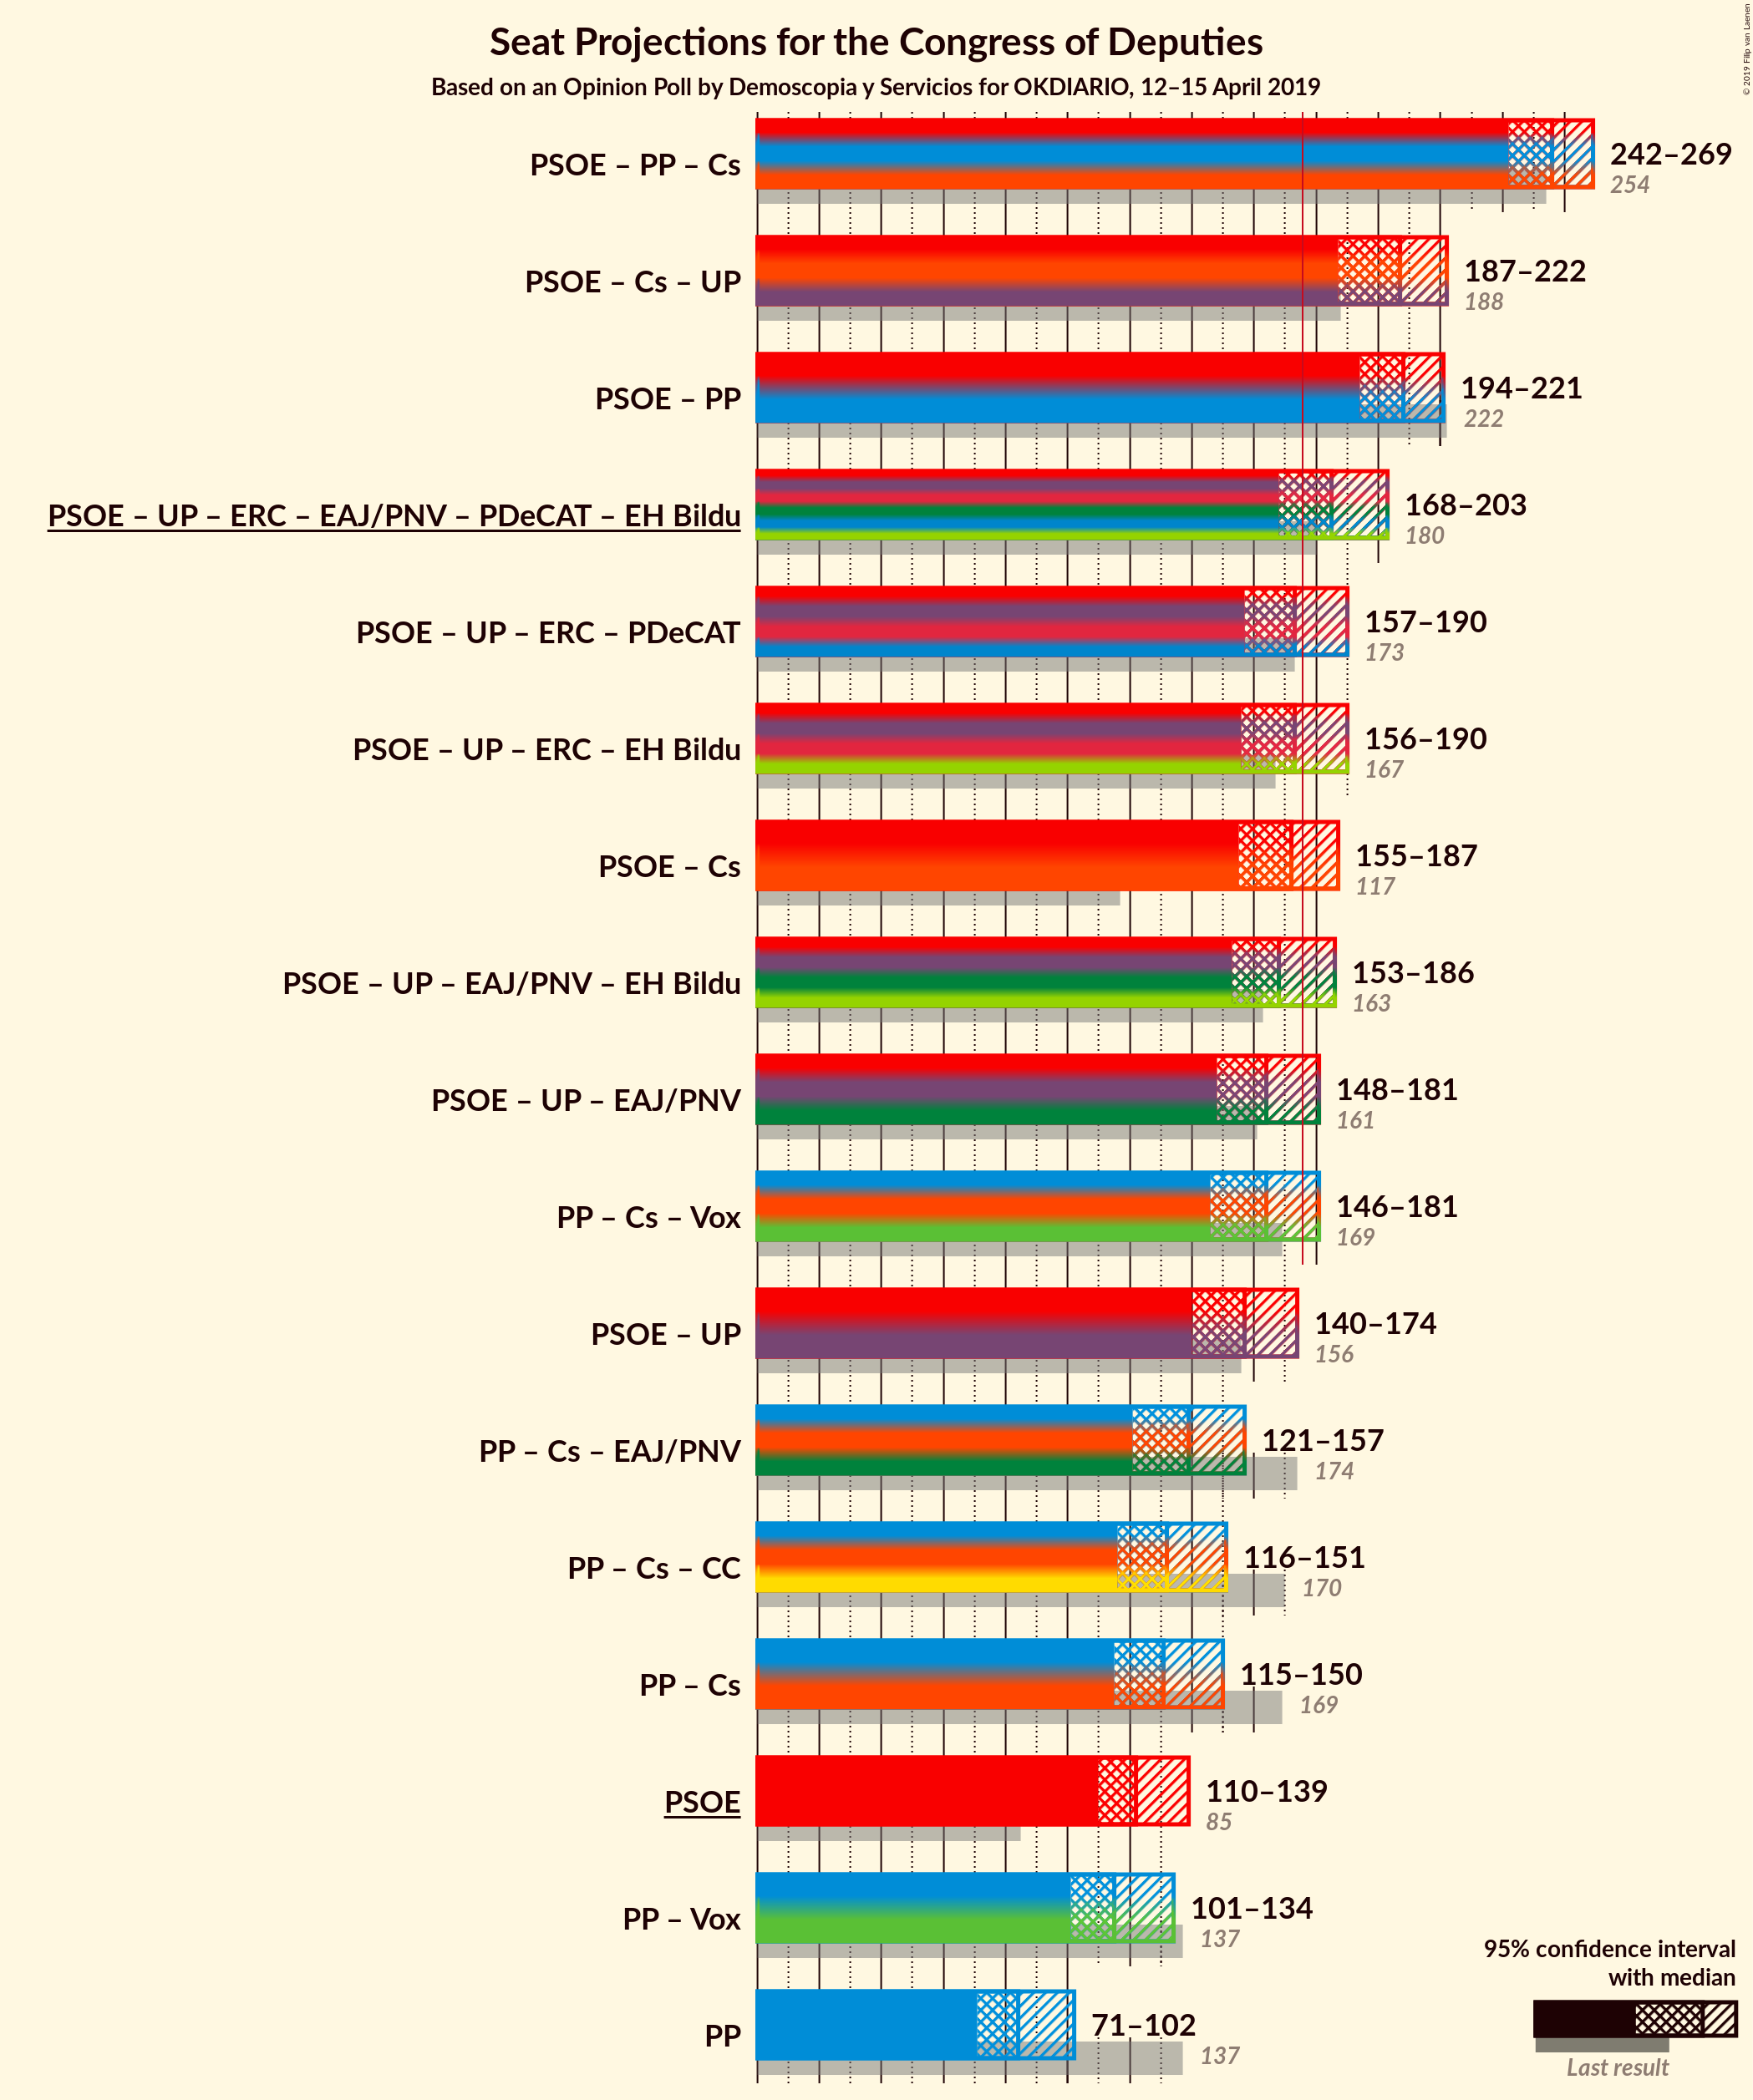 Seat Projections for the Congress of Deputies
Based on an Opinion Poll by Demoscopia y Servicios for OKDIARIO, 12–15 April 2019
© 2019 Filip van Laenen
PSOE – PP – Cs
242–269
254
PSOE – Cs – UP
187–222
188
PSOE – PP
194–221
222
PSOE – UP – ERC – EAJ/PNV – PDeCAT – EH Bildu
168–203
180
PSOE – UP – ERC – PDeCAT
157–190
173
PSOE – UP – ERC – EH Bildu
156–190
167
PSOE – Cs
155–187
117
PSOE – UP – EAJ/PNV – EH Bildu
153–186
163
PSOE – UP – EAJ/PNV
148–181
161
PP – Cs – Vox
146–181
169
PSOE – UP
140–174
156
PP – Cs – EAJ/PNV
121–157
174
PP – Cs – CC
116–151
170
PP – Cs
115–150
169
PSOE
110–139
85
PP – Vox
101–134
137
PP
71–102
137
95% confidence interval
with median
Last result